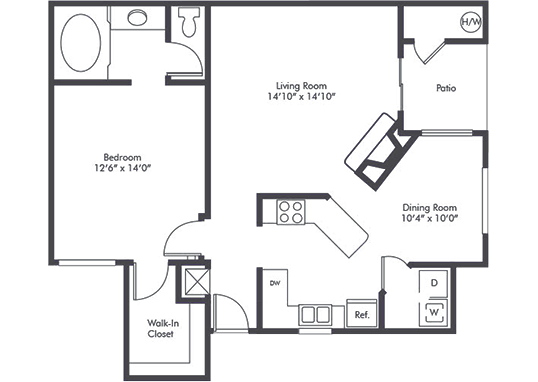 H/W
Living Room
14'10" x 14'10"
Patio
Bedroom
12'6" x 14'0"
Dining Room
10'4" x 10'0"
DW
D
W
Ref.
Walk-In
Closet